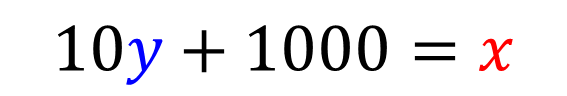 10y + 1000 = x